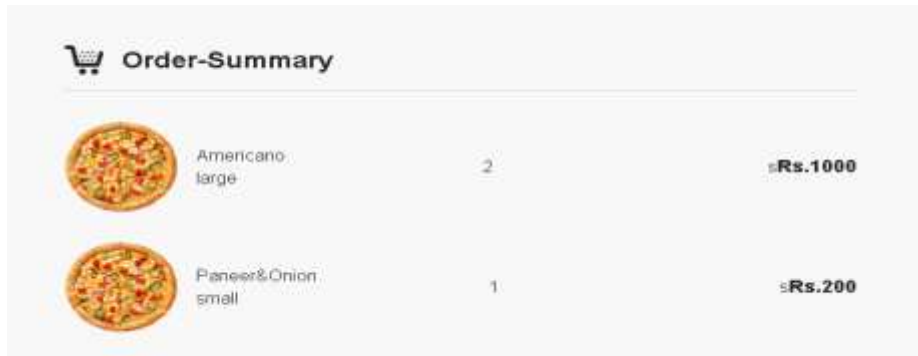 Order-Summary
Americano
large
2
sRs.1000
Paneer&Onion
small
1
sRs.200